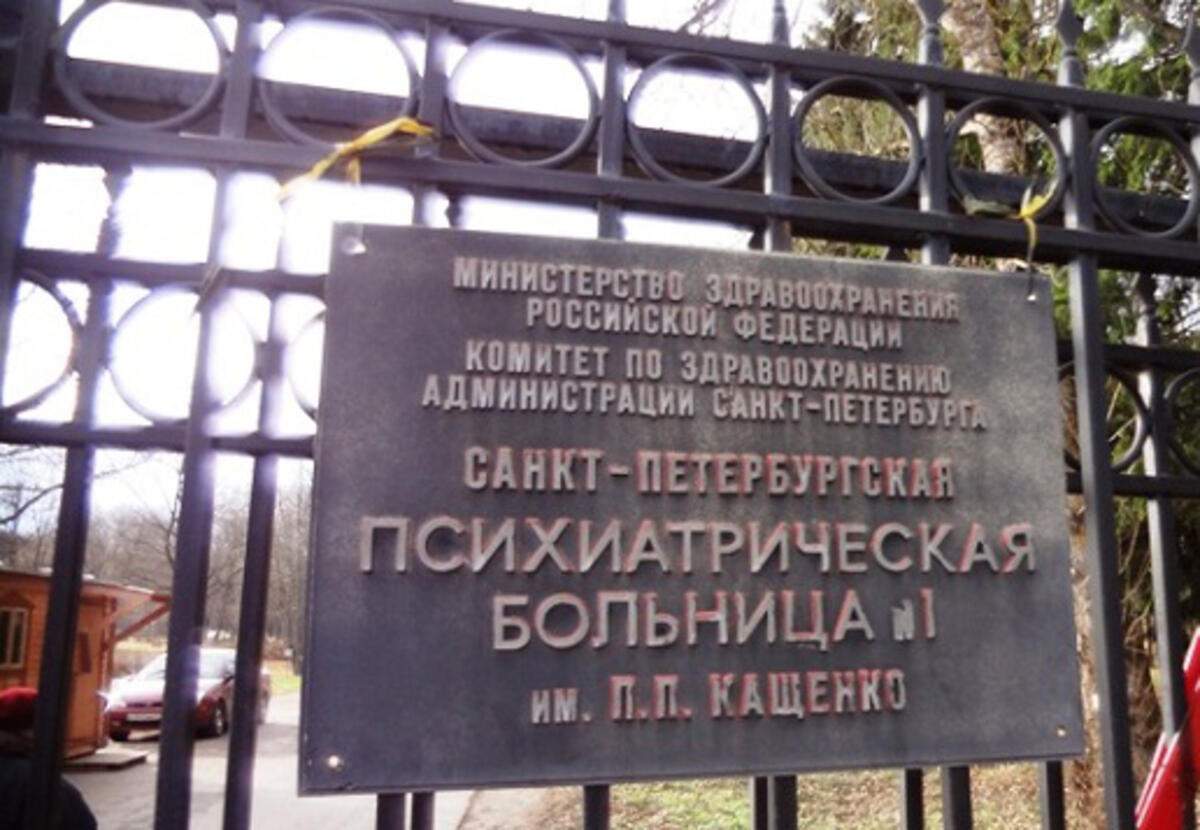 МИНИСТЕРСТВО ЗДРАВООХРАНЕНИЯ
РОССИЙСКОЙ ФЕДЕРАЦИИ
КОМИТЕТ ПО ЗДРАВООХРАНЕНИЮ
АДМИНИСТРАЦИИ САНКТ-ПЕТЕРБУРГА
САНКТ-ПЕТЕРБУРГСКАЯ
ПСИХИАТРИЧЕСКАЯ
БОЛЬНИЦА №1
ИМ. П.П. КАЩЕНКО